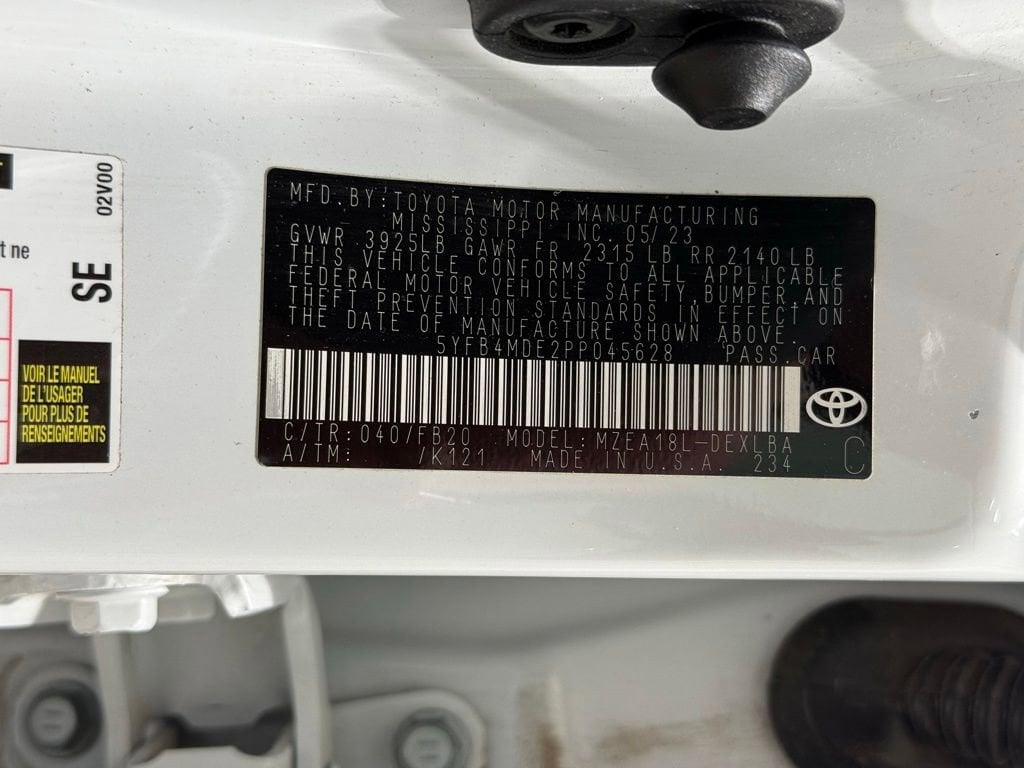 02V00
t ne
SE
VOIR LE MANUEL
DE L'USAGER
POUR PLUS DE
RENSEIGNEMENTS
MFD. BY: TOYOTA MOTOR MANUFACTURING
MISSISSIPPI INC. 05/23
GVWR 3925LB GAWR FR 2315 LB RR 2140 LB
THIS VEHICLE CONFORMS TO ALL APPLICABLE
FEDERAL MOTOR VEHICLE SAFETY, BUMPER, AND
THEFT PREVENTION STANDARDS IN EFFECT ON
THE DATE OF MANUFACTURE SHOWN ABOVE.
5YFB4MDE2PP045628 PASS. CAR
C/TR: 040/FB20 MODEL: MZEA18L-DEXLBA
A/TM: /K121 MADE IN U.S.A. 234 C